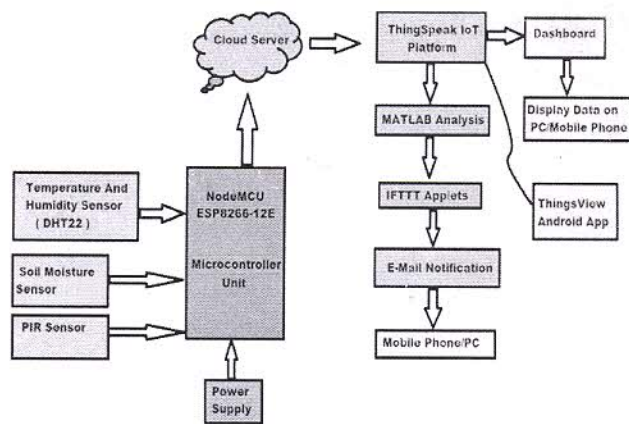 Cloud Server
ThingSpeak IoT
Platform
Dashboard
Display Data on
PC/Mobile Phone
MATLAB Analysis
IFTTT Applets
ThingsView
Android App
E-Mail Notification
Mobile Phone/PC
Temperature And
Humidity Sensor
( DHT22 )
Soil Moisture
Sensor
PIR Sensor
NodeMCU
ESP8266-12E
Microcontroller
Unit
Power
Supply